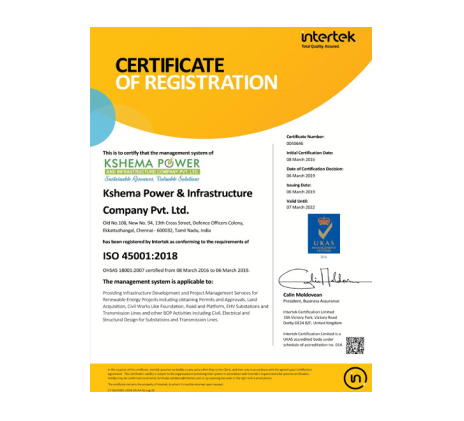 intertek
Total Quality. Assured.
CERTIFICATE
OF REGISTRATION
This is to certify that the management system of
KSHEMA POWER
AND INFRASTRUCTURE COMPANY PVT. LTD.
Sustainable Resources, Valuable Solutions
Kshema Power & Infrastructure
Company Pvt. Ltd.
Old No.100, New No. 94, 13th Cross Street, Defence Officers Colony,
Ekkattuthangal, Chennai - 600032, Tamil Nadu, India
has been registered by Intertek as conforming to the requirements of
ISO 45001:2018
OHSAS 18001:2007 certified from 08 March 2016 to 06 March 2019.
The management system is applicable to:
Providing Infrastructure Development and Project Management Services for
Renewable Energy Projects including obtaining Permits and Approvals, Land
Acquisition, Civil Works Like Foundation, Road and Platform, EHV Substations and
Transmission Lines and other BOP Activities including Civil, Electrical and
Structural Design for Substations and Transmission Lines.
Certificate Number:
Initial Certification Date:
08 March 2016
Date of Certification Decision:
06 March 2019
Issuing Date:
06 March 2019
Valid Until:
07 March 2022
UKAS
MANAGEMENT
SYSTEMS
014
Calin Moldovean
President, Business Assurance
Intertek Certification Limited
10A Victory Park, Victory Road
Derby DE24 8ZF, United Kingdom
Intertek Certification Limited is a
UKAS accredited body under
schedule of accreditation no. 014.